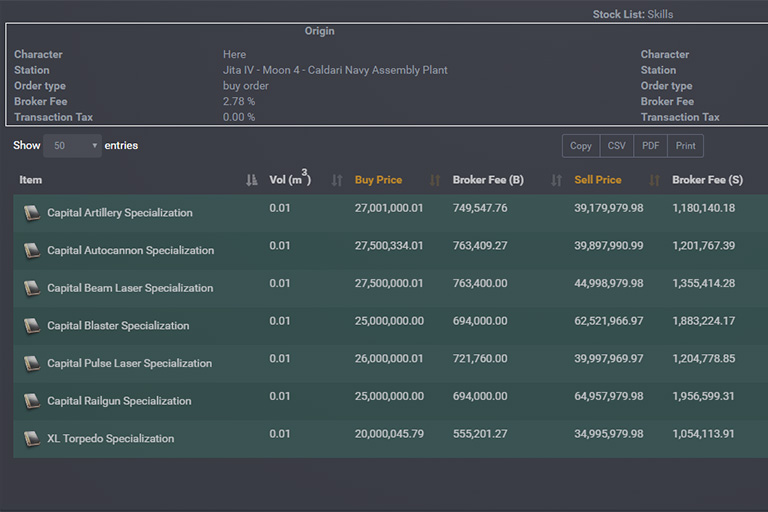 Stock List: Skills
Origin
Character Here Character
Station Jita IV - Moon 4 - Caldari Navy Assembly Plant Station
Order type buy order Order type
Broker Fee 2.78 % Broker Fee
Transaction Tax 0.00 % Transaction Tax
Show 50 entries Copy CSV PDF Print
Item Vol (m3) Buy Price Broker Fee (B) Sell Price Broker Fee (S)
Capital Artillery Specialization 0.01 27,001,000.01 749,547.76 39,179,979.98 1,180,140.18
Capital Autocannon Specialization 0.01 27,500,334.01 763,409.27 39,897,990.99 1,201,767.39
Capital Beam Laser Specialization 0.01 27,500,000.01 763,400.00 44,998,979.98 1,355,414.28
Capital Blaster Specialization 0.01 25,000,000.00 694,000.00 62,521,966.97 1,883,224.17
Capital Pulse Laser Specialization 0.01 26,000,000.01 721,760.00 39,997,969.97 1,204,778.85
Capital Railgun Specialization 0.01 25,000,000.00 694,000.00 64,957,979.98 1,956,599.31
XL Torpedo Specialization 0.01 20,000,045.79 555,201.27 34,995,979.98 1,054,113.91